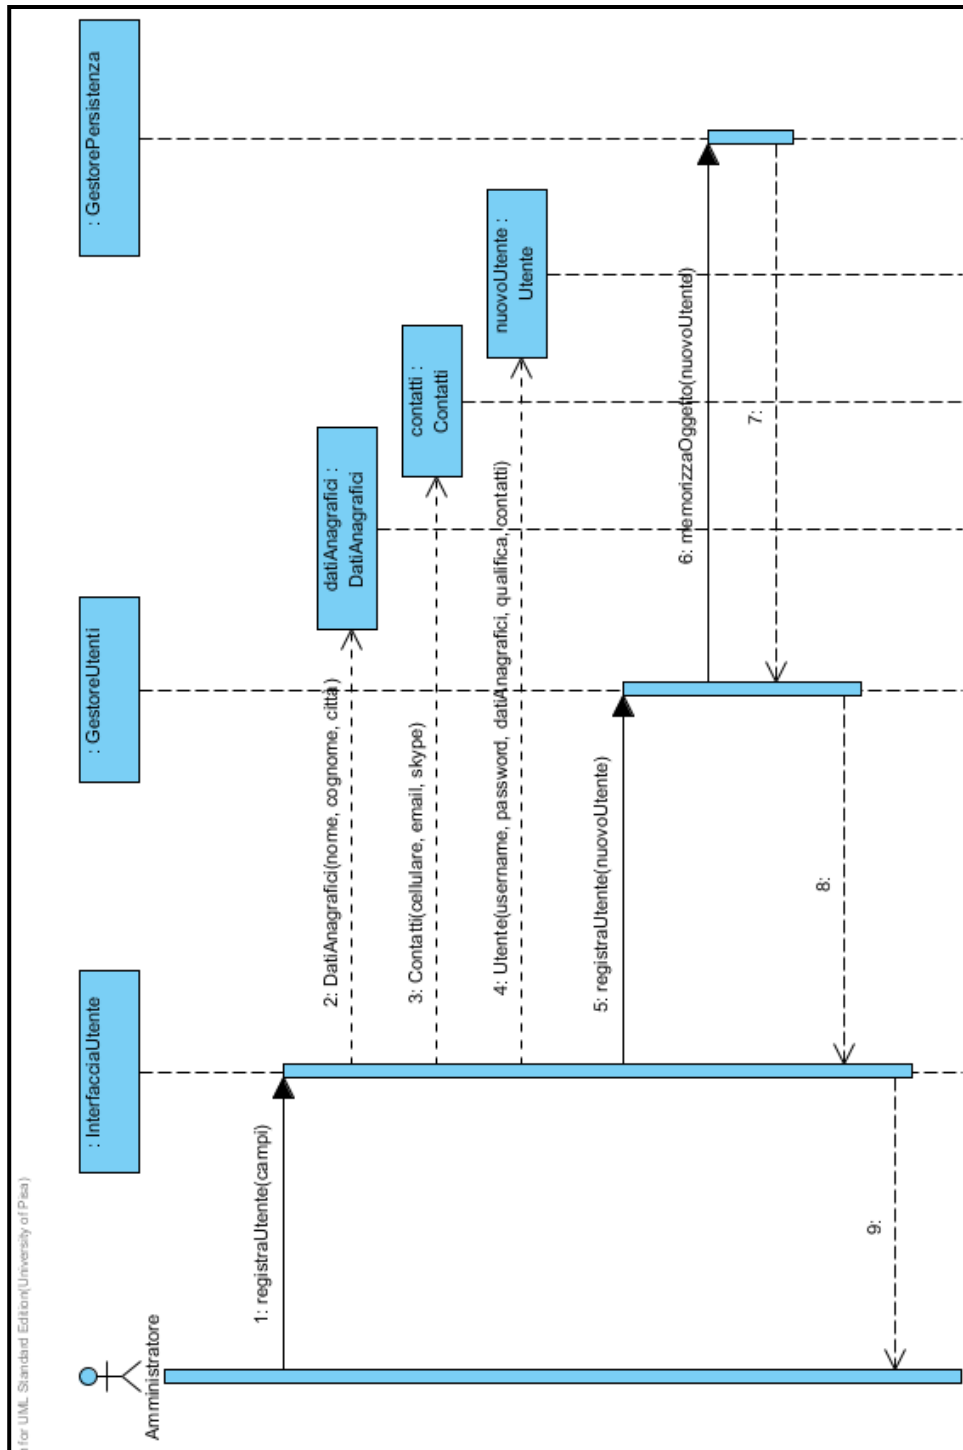 for UML Standard Edition(University of Pisa)
Amministratore
: InterfacciaUtente
: GestoreUtenti
: GestorePersistenza
1: registraUtente(campi)
2: DatiAnagrafici(nome, cognome, città)
datiAnagrafici :
DatiAnagrafici
3: Contatti(cellulare, email, skype)
contatti :
Contatti
4: Utente(username, password, datiAnagrafici, qualifica, contatti)
nuovoUtente :
Utente
5: registraUtente(nuovoUtente)
6: memorizzaOggetto(nuovoUtente)
7:
8:
9: